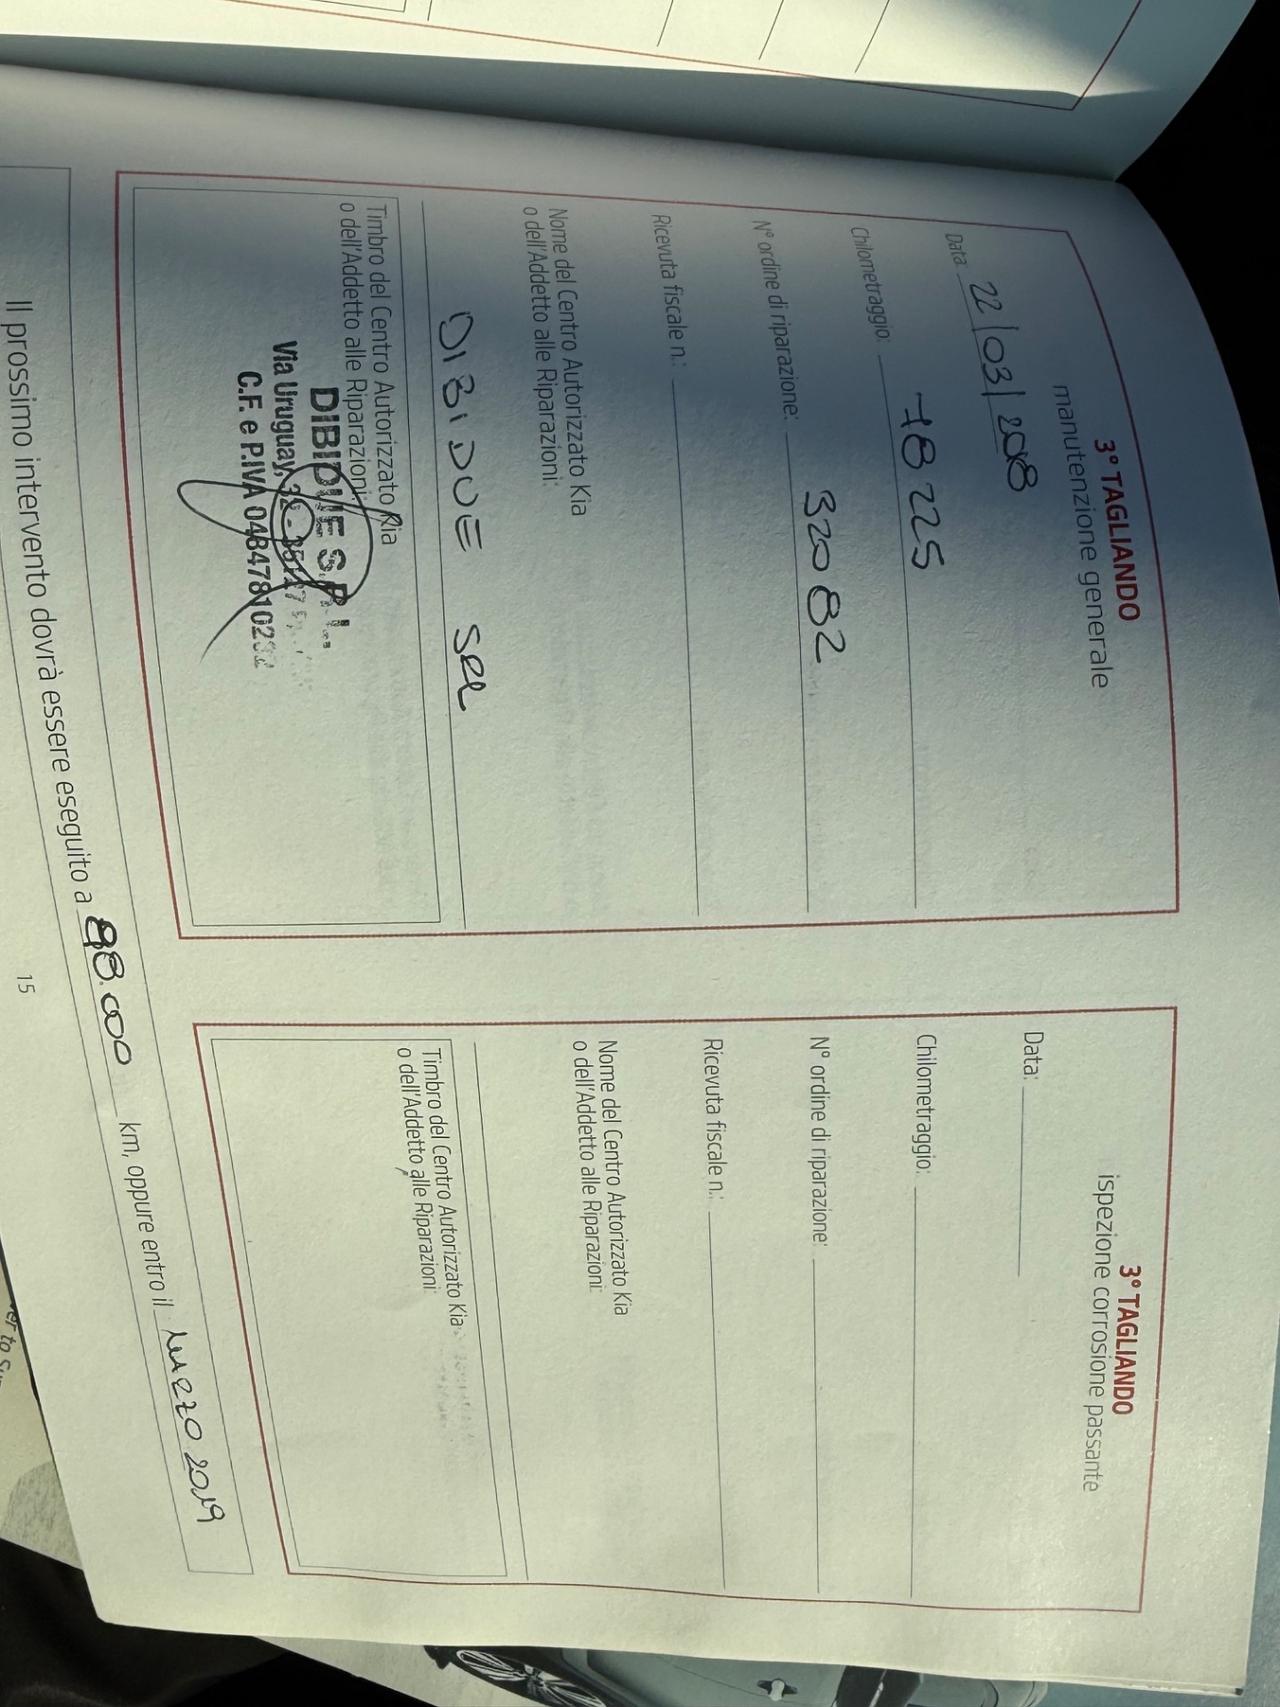 3° TAGLIANDO
manutenzione generale
Data: 22/03/2018
Chilometraggio: 78225
N° ordine di riparazione: 32082
Ricevuta fiscale n.:
Nome del Centro Autorizzato Kia
o dell'Addetto alle Riparazioni:
DIBIDUE SRL
Timbro del Centro Autorizzato Kia
o dell'Addetto alle Riparazioni:
DIBIDUE S.R.L.
Via Uruguay,
C.F. e P.IVA
3° TAGLIANDO
ispezione corrosione passante
Data:
Chilometraggio:
N° ordine di riparazione:
Ricevuta fiscale n.:
Nome del Centro Autorizzato Kia
o dell'Addetto alle Riparazioni:
Timbro del Centro Autorizzato Kia
o dell'Addetto alle Riparazioni:
Il prossimo intervento dovrà essere eseguito a 98.000 km, oppure entro il MARZO 2019
15